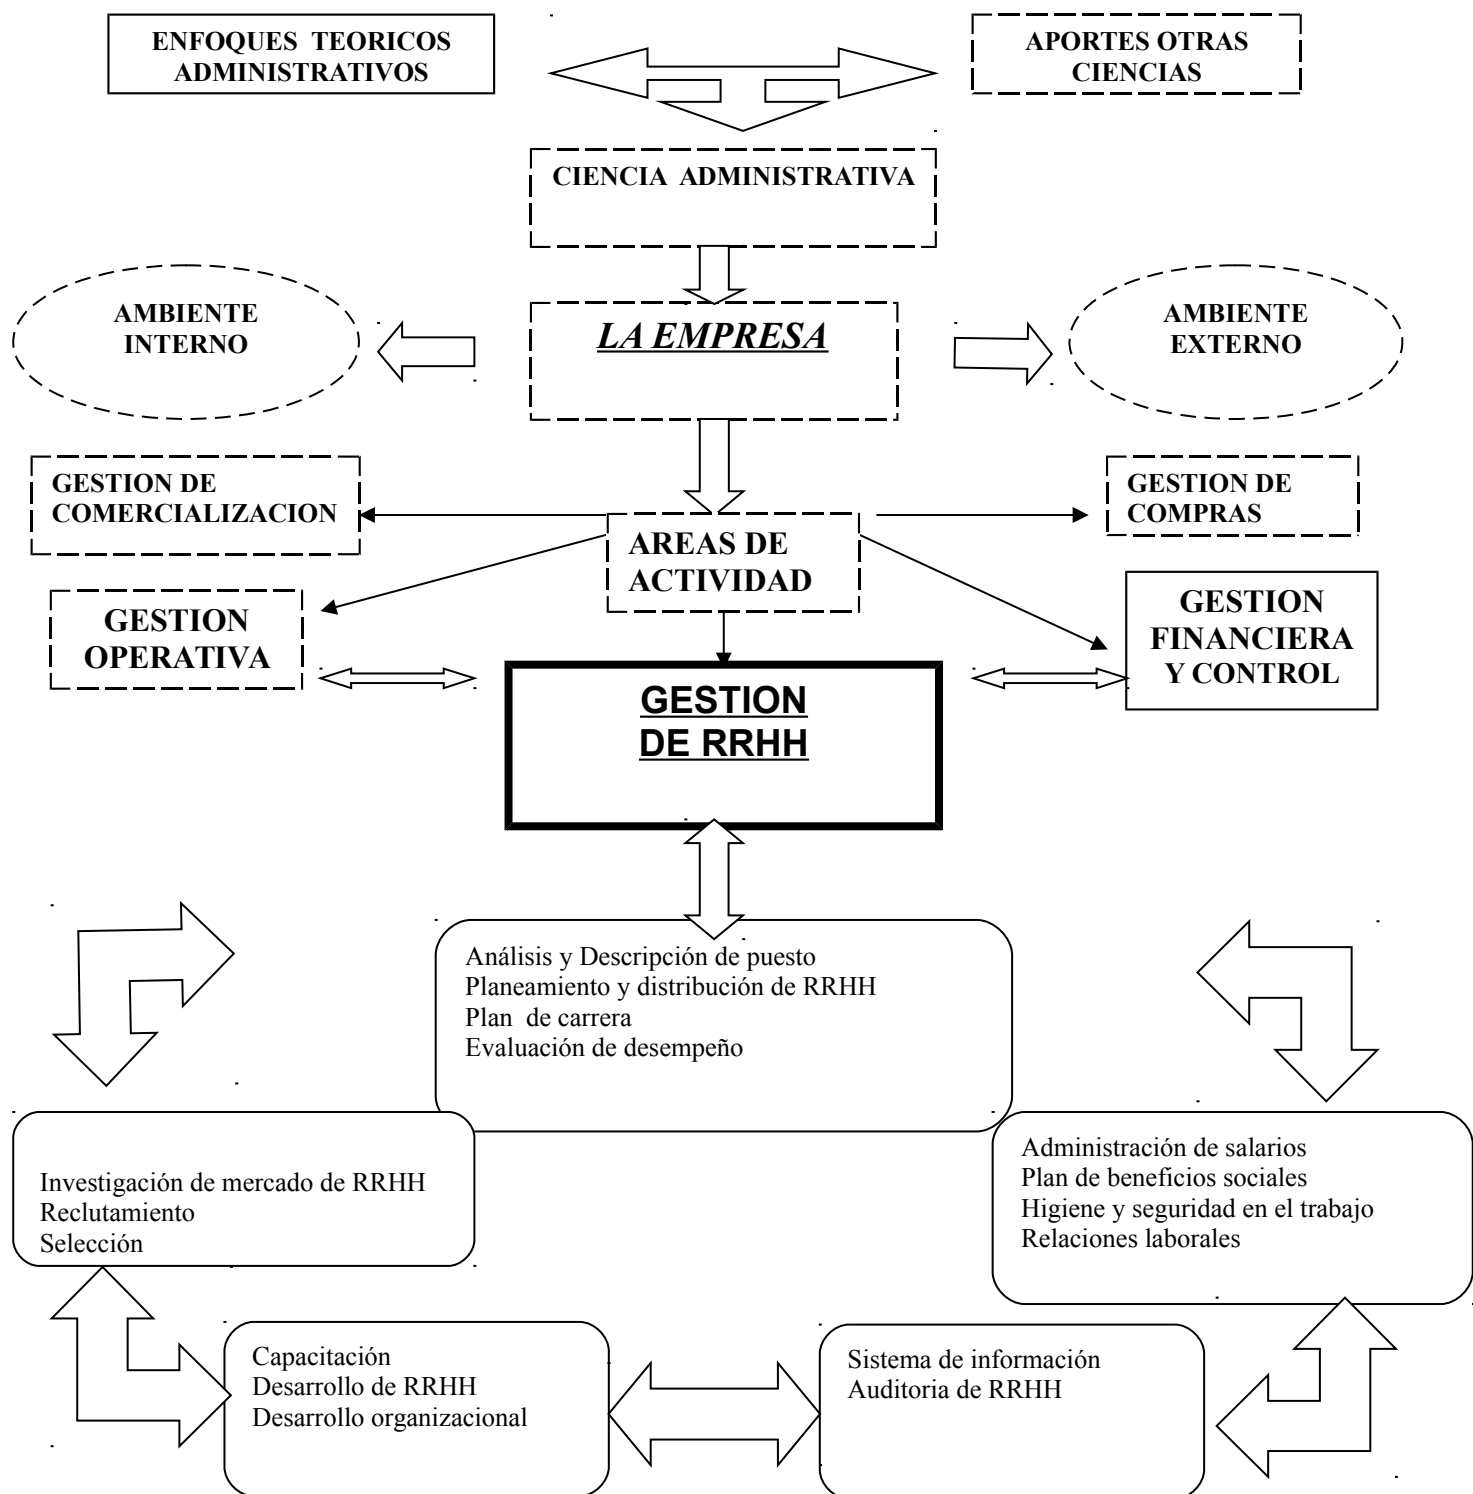 ENFOQUES TEORICOS
ADMINISTRATIVOS
APORTES OTRAS
CIENCIAS
CIENCIA ADMINISTRATIVA
AMBIENTE
INTERNO
LA EMPRESA
AMBIENTE
EXTERNO
GESTION DE
COMERCIALIZACION
GESTION DE
COMPRAS
AREAS DE
ACTIVIDAD
GESTION
OPERATIVA
GESTION
FINANCIERA
Y CONTROL
GESTION
DE RRHH
Análisis y Descripción de puesto
Planeamiento y distribución de RRHH
Plan de carrera
Evaluación de desempeño
Investigación de mercado de RRHH
Reclutamiento
Selección
Administración de salarios
Plan de beneficios sociales
Higiene y seguridad en el trabajo
Relaciones laborales
Capacitación
Desarrollo de RRHH
Desarrollo organizacional
Sistema de información
Auditoria de RRHH